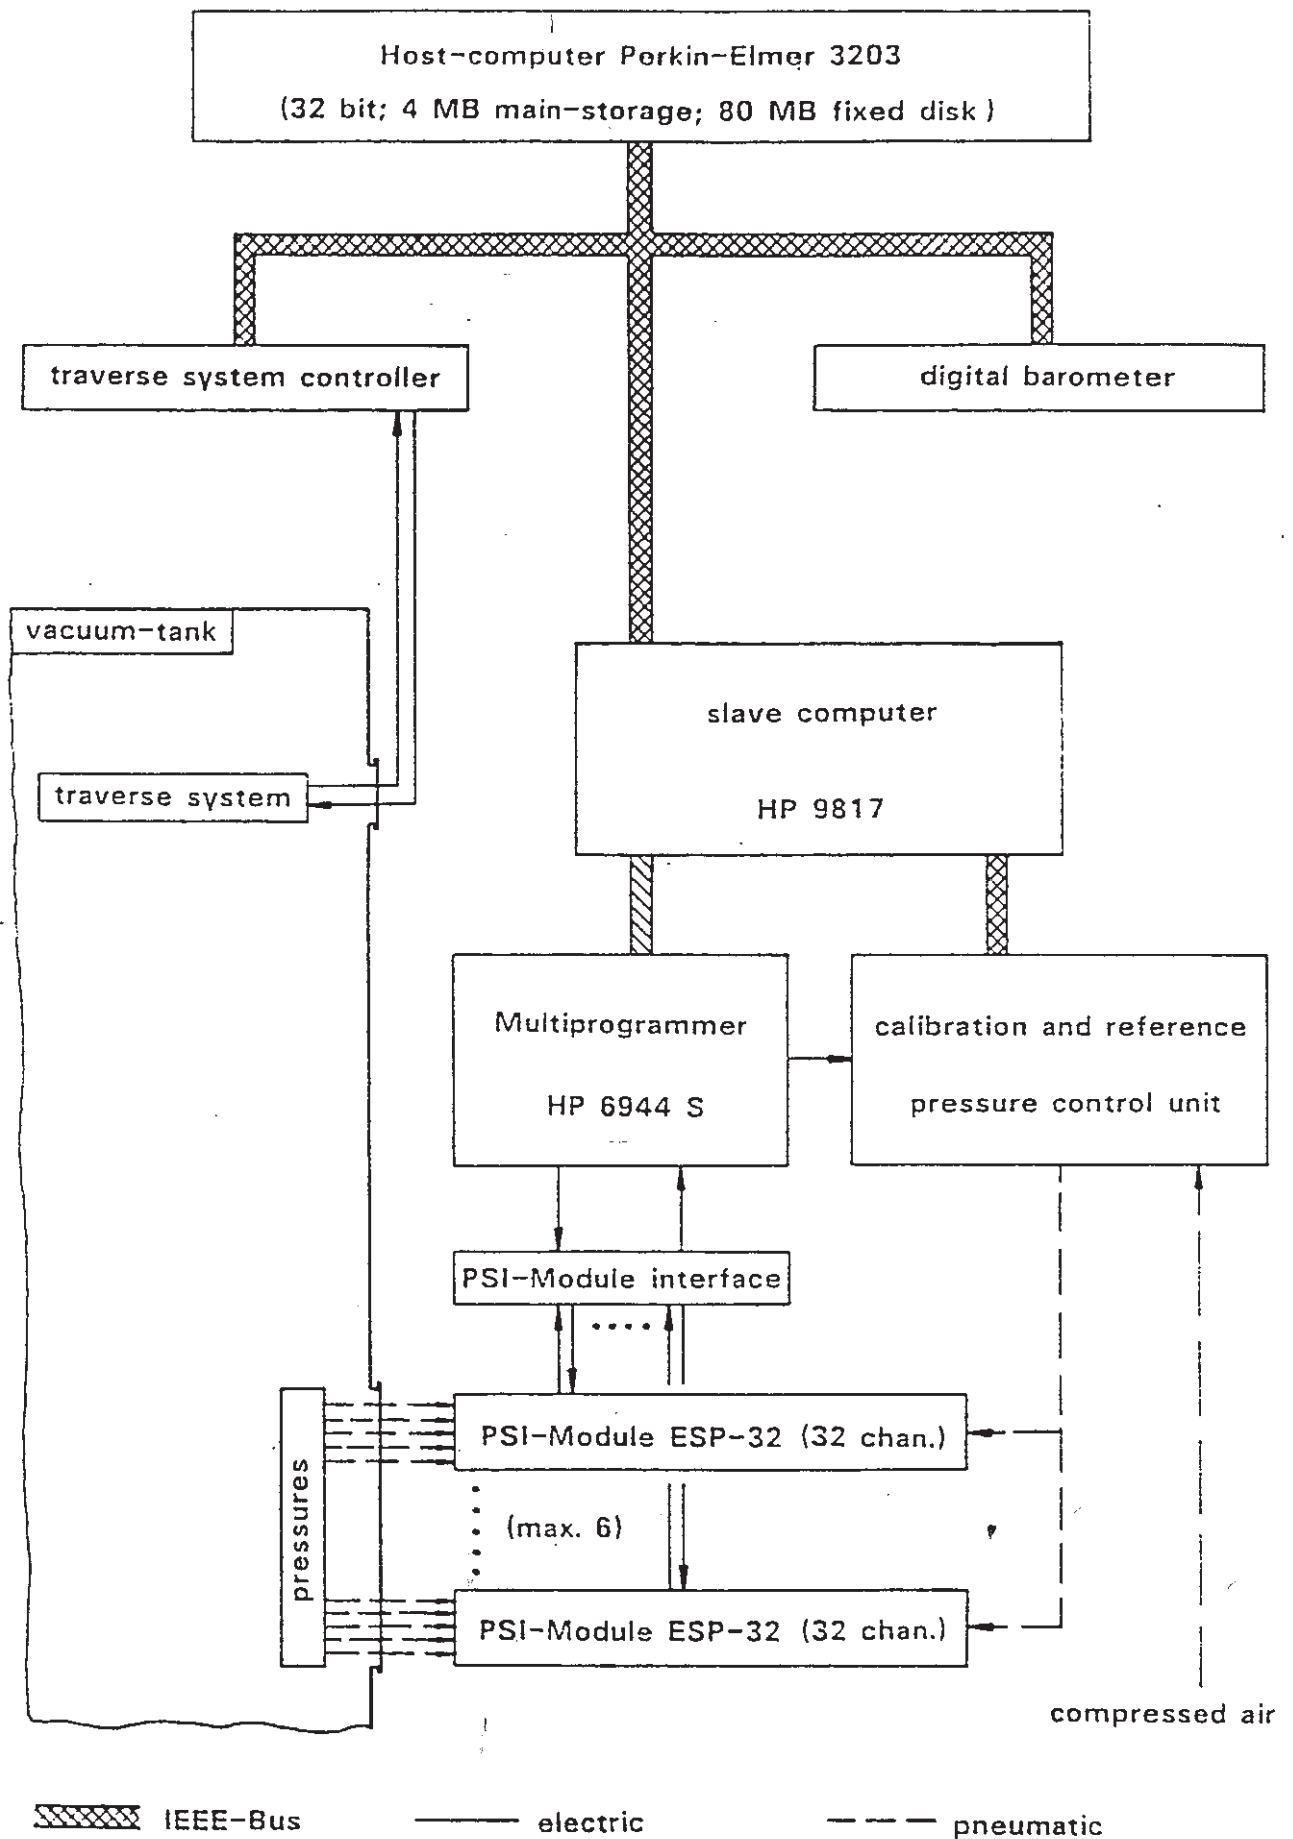 Host-computer Perkin-Elmer 3203
(32 bit; 4 MB main-storage; 80 MB fixed disk)
traverse system controller
digital barometer
vacuum-tank
slave computer
traverse system
HP 9817
Multiprogrammer
calibration and reference
HP 6944 S
pressure control unit
PSI-Module interface
PSI-Module ESP-32 (32 chan.)
pressures
(max. 6)
PSI-Module ESP-32 (32 chan.)
compressed air
IEEE-Bus
electric
pneumatic